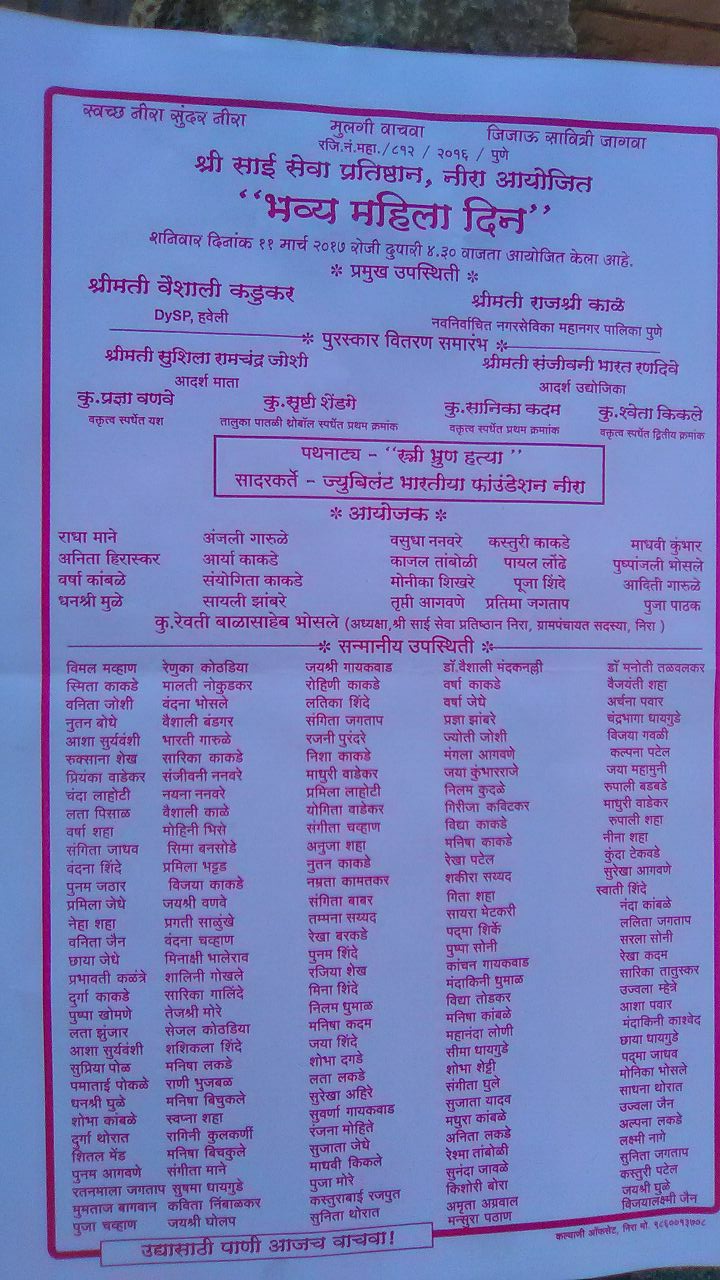 स्वच्छ नीरा सुंदर नीरा मुलगी वाचवा जिजाऊ सावित्री जागवा
रजि.नं.महा./८१२ / २०१६ / पुणे
श्री साई सेवा प्रतिष्ठान, नीरा आयोजित
“भव्य महिला दिन”
शनिवार दिनांक ११ मार्च २०१७ रोजी दुपारी ४.३० वाजता आयोजित केला आहे.
* प्रमुख उपस्थिती *
श्रीमती वैशाली कडुकर श्रीमती राजश्री काळे
DySP, हवेली नवनिर्वाचित नगरसेविका महानगर पालिका पुणे
* पुरस्कार वितरण समारंभ *
श्रीमती सुशिला रामचंद्र जोशी श्रीमती संजीवनी भारत रणदिवे
आदर्श माता आदर्श उद्योजिका
कु.प्रज्ञा वणवे कु.सृष्टी शेंडगे कु.सानिका कदम कु.श्वेता किकले
वक्तृत्व स्पर्धेत यश तालुका पातळी थ्रोबॉल स्पर्धेत प्रथम क्रमांक वक्तृत्व स्पर्धेत प्रथम क्रमांक वक्तृत्व स्पर्धेत द्वितीय क्रमांक
पथनाट्य - “स्त्री भ्रुण हत्या ”
सादरकर्ते - ज्युबिलंट भारतीया फांउंडेशन नीरा
* आयोजक *
राधा माने अंजली गारुळे वसुधा ननवरे कस्तुरी काकडे माधवी कुंभार
अनिता हिरास्कर आर्या काकडे काजल तांबोळी पायल लोंढे पुष्पांजली भोसले
वर्षा कांबळे संयोगिता काकडे मोनीका शिखरे पूजा शिंदे आविती गारुळे
धनश्री मुळे सायली झांबरे तृप्ती आगवणे प्रतिमा जगताप पुजा पाठक
कु.रेवती बाळासाहेब भोसले (अध्यक्षा,श्री साई सेवा प्रतिष्ठान निरा, ग्रामपंचायत सदस्या, निरा )
* सन्मानीय उपस्थिती *
विमल मव्हाण रेणुका कोठडिया जयश्री गायकवाड डॉ.वैशाली मंदकनल्ली डॉ मनोती तळवलकर
स्मिता काकडे मालती नोकुडकर रोहिणी काकडे वर्षा काकडे वैजयंती शहा
वनिता जोशी वंदना भोसले लतिका शिंदे वर्षा जेधे अर्चना पवार
नुतन बोधे वैशाली बंडगर संगिता जगताप प्रज्ञा झांबरे चंद्रभागा धायगुडे
आशा सुर्यवंशी भारती गारुळे रजनी पुरंदरे ज्योती जोशी विजया गवळी
रुक्साना शेख सारिका काकडे निशा काकडे मंगला आगवणे कल्पना पटेल
प्रियंका वाडेकर संजीवनी ननवरे माधुरी वाडेकर जया कुंभारराजे जया महामुनी
चंदा लाहोटी नयना ननवरे प्रमिला लाहोटी निलम कुदळे रुपाली बडबडे
लता पिसाळ वैशाली काळे योगिता वाडेकर गिरीजा कविटकर माधुरी वाडेकर
वर्षा शहा मोहिनी भिसे संगीता चव्हाण विद्या काकडे रुपाली शहा
संगिता जाधव सिमा बनसोडे अनुजा शहा मनिषा काकडे नीना शहा
वंदना शिंदे प्रमिला भट्टड नुतन काकडे रेखा पटेल कुंदा टेकवडे
पुनम जठार विजया काकडे नम्रता कामतकर शकीरा सय्यद सुरेखा आगवणे
प्रमिला जेधे जयश्री वणवे संगिता बाबर गिता शहा स्वाती शिंदे
नेहा शहा प्रगती साळुंखे तमन्ना सय्यद सायरा मेटकरी नंदा कांबळे
वनिता जैन वंदना चव्हाण रेखा बरकडे पद्मा शिर्के ललिता जगताप
छाया जेधे मिनाक्षी भालेराव पुनम शिंदे पुष्पा सोनी सरला सोनी
प्रभावती कळंत्रे शालिनी गोखले रजिया शेख कांचन गायकवाड रेखा कदम
दुर्गा काकडे सारिका गालिंदे मिना शिंदे मंदाकिनी धुमाळ सारिका तातुस्कर
पुष्पा खोमणे तेजश्री मोरे निलम धुमाळ विद्या तोडकर उज्वला म्हेत्रे
लता झुंजार सेजल कोठडिया मनिषा कदम मनिषा कांबळे आशा पवार
आशा सुर्यवंशी शशिकला शिंदे जया शिंदे महानंदा लोणी मंदाकिनी काश्वेद
सुप्रिया पोळ मनिषा लकडे शोभा दगडे सीमा धायगुडे छाया धायगुडे
पमाताई पोकळे राणी भुजबळ लता लकडे शोभा शेट्टी पद्मा जाधव
धनश्री घुळे मनिषा बिचुकले सुरेखा अहिरे संगीता घुले मोनिका भोसले
शोभा कांबळे स्वप्ना शहा सुवर्णा गायकवाड सुजाता यादव साधना थोरात
दुर्गा थोरात रागिनी कुलकर्णी रंजना मोहिते मधुरा कांबळे उज्वला जैन
शितल मेंड मनिषा बिचकुले सुजाता जेधे अनिता लकडे अल्पना लकडे
पुनम आगवणे संगीता माने माधवी किकले रेश्मा तांबोळी लक्ष्मी नागे
रतनमाला जगताप सुषमा धायगुडे पुजा मोरे सुनंदा जावळे सुनिता जगताप
मुमताज बागवान कविता निंबाळकर कस्तुराबाई रजपुत किशोरी बोरा कस्तुरी पटेल
पुजा चव्हाण जयश्री घोलप सुनिता थोरात अमृता अग्रवाल जयश्री घुळे
मन्सुरा पठाण विजयालक्ष्मी जैन
उद्यासाठी पाणी आजच वाचवा!
कल्याणी ऑफसेट, निरा मो. ९८६००१३७०८